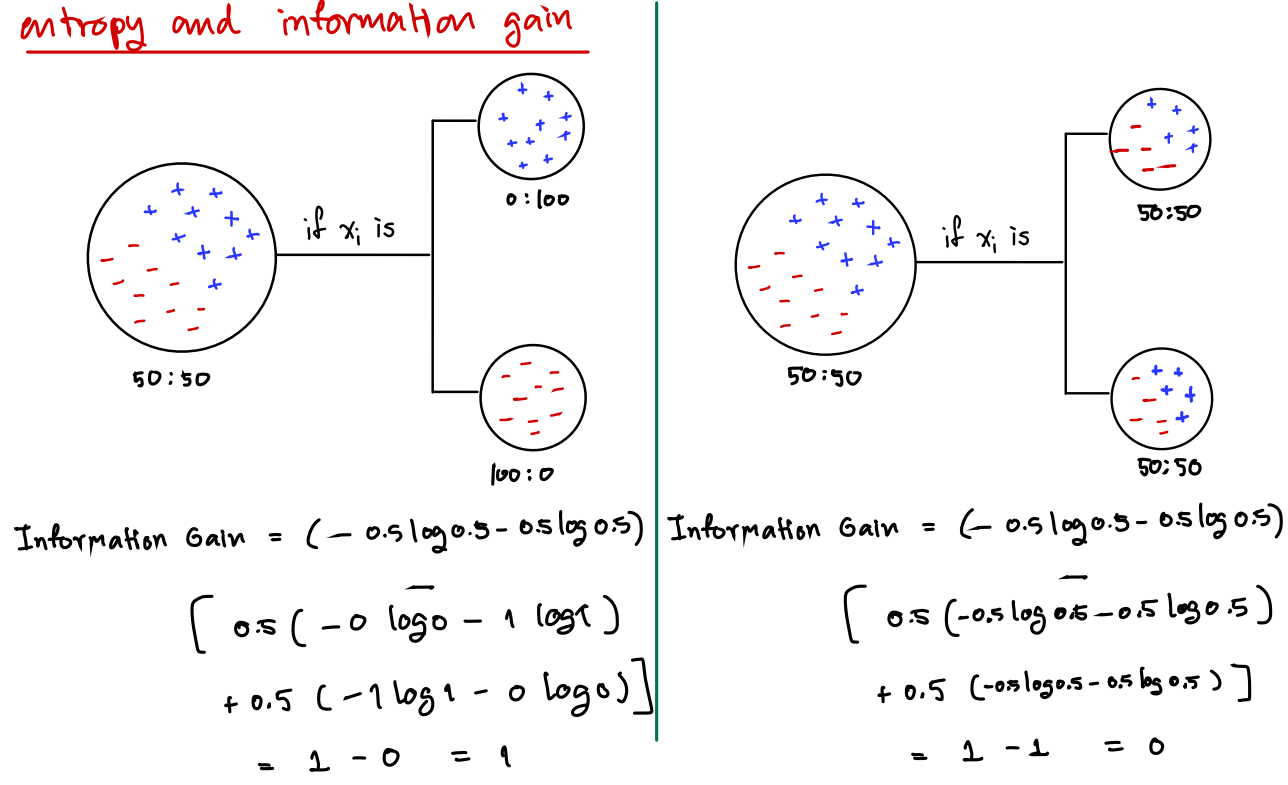 entropy and information gain
0:100
if xᵢ is
50:50
100:0
Information Gain = (- 0.5 log 0.5 - 0.5 log 0.5)
-
[ 0.5 ( - 0 log 0 - 1 log 1 )
+ 0.5 ( - 1 log 1 - 0 log 0 ) ]
= 1 - 0 = 1
50:50
if xᵢ is
50:50
50:50
Information Gain = (- 0.5 log 0.5 - 0.5 log 0.5)
-
[ 0.5 (-0.5 log 0.5 - 0.5 log 0.5)
+ 0.5 (-0.5 log 0.5 - 0.5 log 0.5) ]
= 1 - 1 = 0